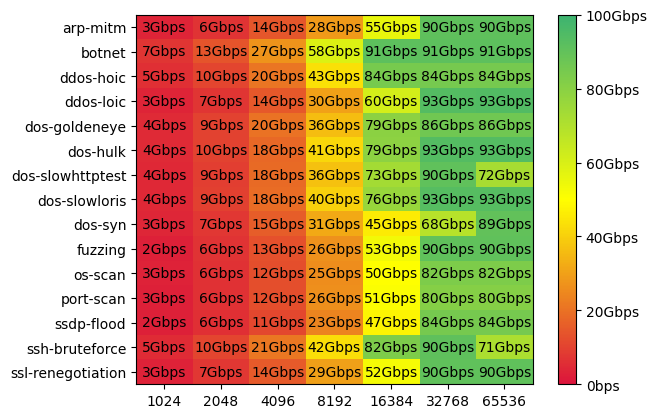 arp-mitm 3Gbps 6Gbps 14Gbps 28Gbps 55Gbps 90Gbps 90Gbps
botnet 7Gbps 13Gbps 27Gbps 58Gbps 91Gbps 91Gbps 91Gbps
ddos-hoic 5Gbps 10Gbps 20Gbps 43Gbps 84Gbps 84Gbps 84Gbps
ddos-loic 3Gbps 7Gbps 14Gbps 30Gbps 60Gbps 93Gbps 93Gbps
dos-goldeneye 4Gbps 9Gbps 20Gbps 36Gbps 79Gbps 86Gbps 86Gbps
dos-hulk 4Gbps 10Gbps 18Gbps 41Gbps 79Gbps 93Gbps 93Gbps
dos-slowhttptest 4Gbps 9Gbps 18Gbps 36Gbps 73Gbps 90Gbps 72Gbps
dos-slowloris 4Gbps 9Gbps 18Gbps 40Gbps 76Gbps 93Gbps 93Gbps
dos-syn 3Gbps 7Gbps 15Gbps 31Gbps 45Gbps 68Gbps 89Gbps
fuzzing 2Gbps 6Gbps 13Gbps 26Gbps 53Gbps 90Gbps 90Gbps
os-scan 3Gbps 6Gbps 12Gbps 25Gbps 50Gbps 82Gbps 82Gbps
port-scan 3Gbps 6Gbps 12Gbps 26Gbps 51Gbps 80Gbps 80Gbps
ssdp-flood 2Gbps 6Gbps 11Gbps 23Gbps 47Gbps 84Gbps 84Gbps
ssh-bruteforce 5Gbps 10Gbps 21Gbps 42Gbps 82Gbps 90Gbps 71Gbps
ssl-renegotiation 3Gbps 7Gbps 14Gbps 29Gbps 52Gbps 90Gbps 90Gbps
1024 2048 4096 8192 16384 32768 65536
100Gbps
80Gbps
60Gbps
40Gbps
20Gbps
0bps